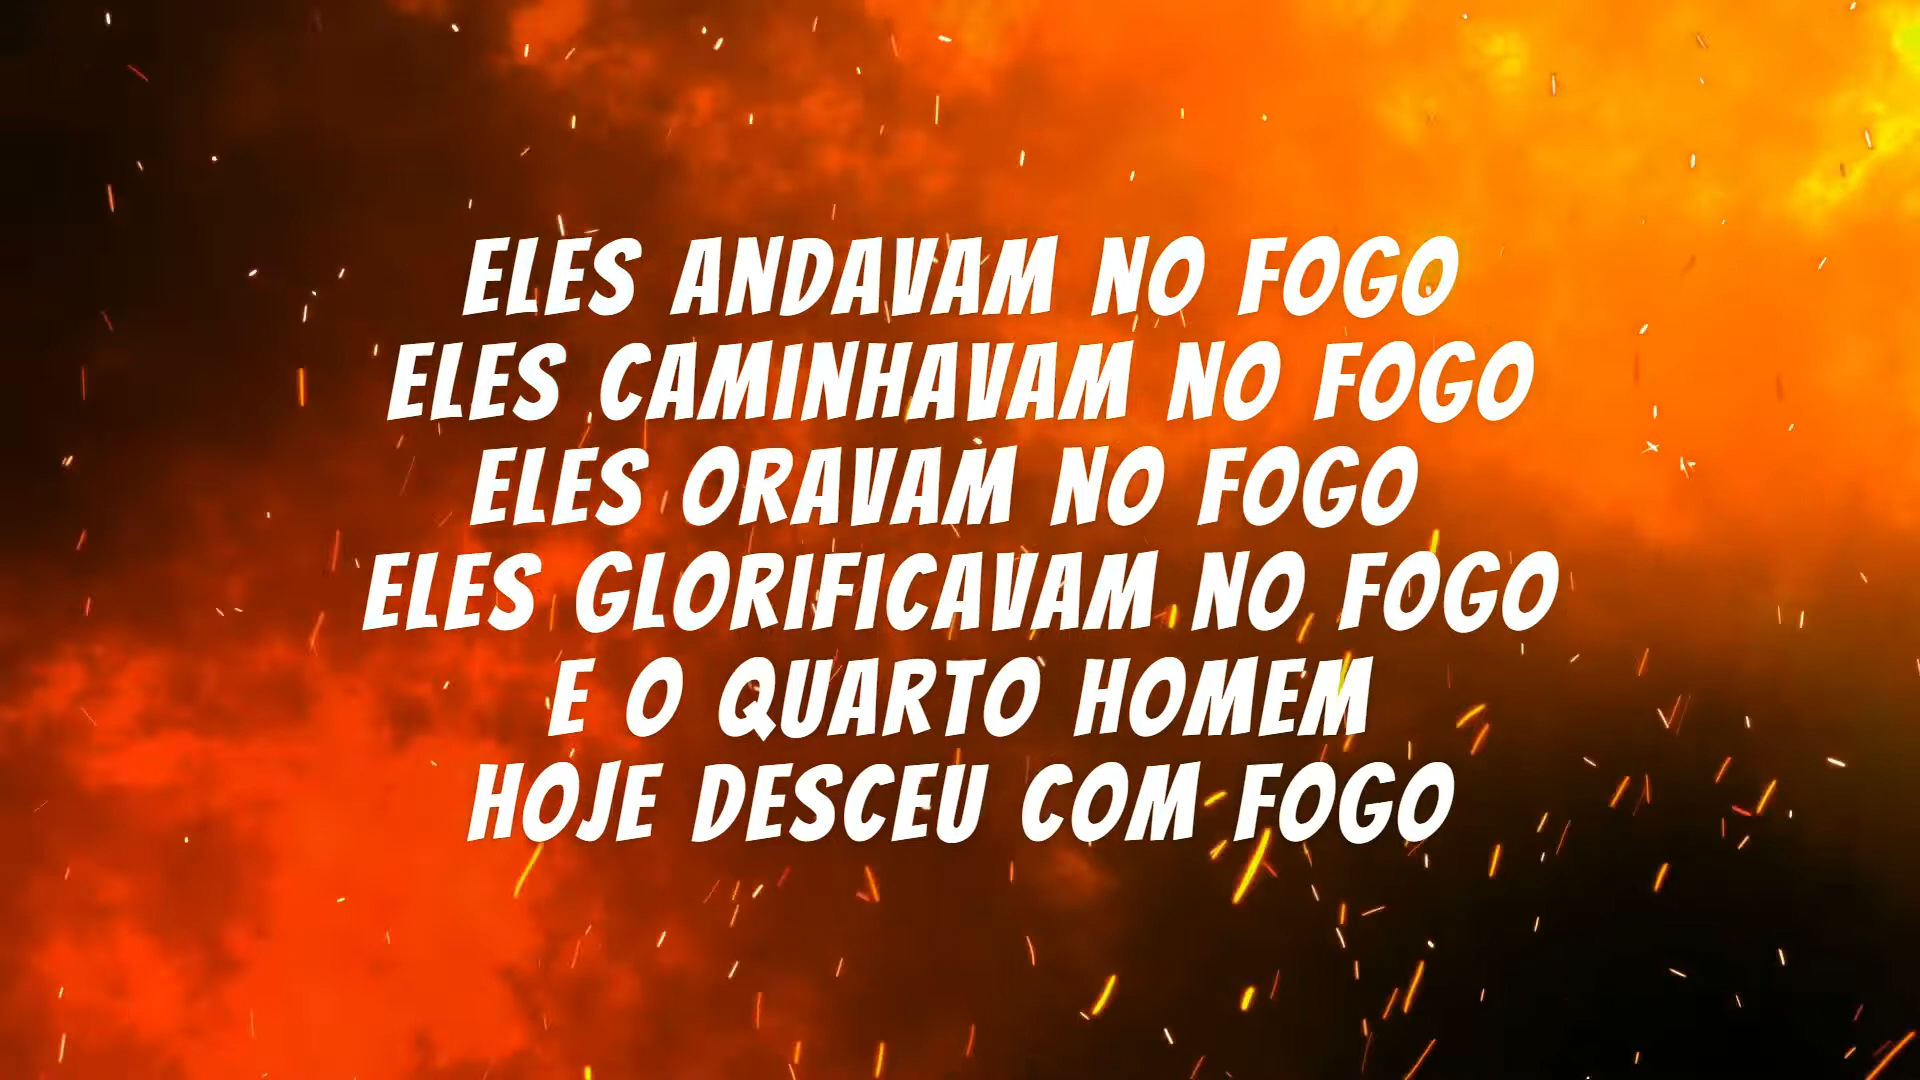 ELES ANDAVAM NO FOGO
ELES CAMINHAVAM NO FOGO
ELES ORAVAM NO FOGO
ELES GLORIFICAVAM NO FOGO
E O QUARTO HOMEM
HOJE DESCEU COM FOGO